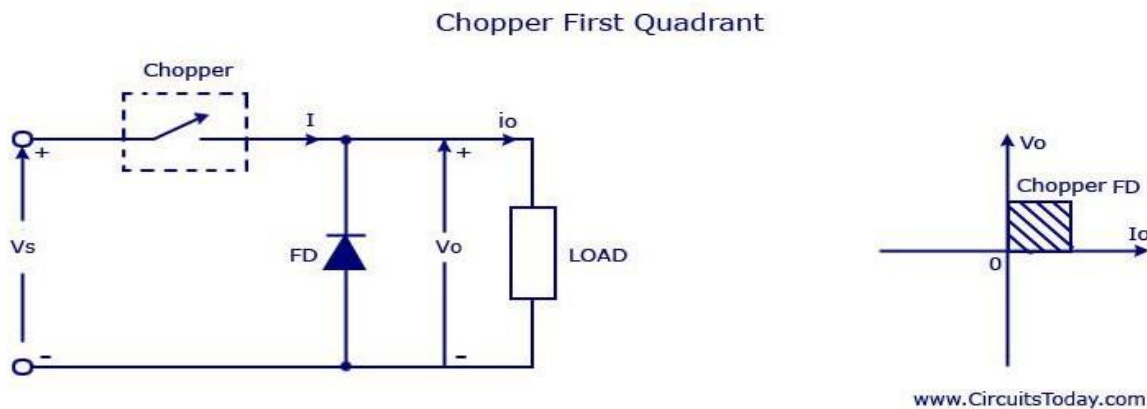 Chopper First Quadrant
Chopper
I
io
+
+
Vs
FD
Vo
LOAD
-
-
Vo
Chopper FD
Io
0
www.CircuitsToday.com